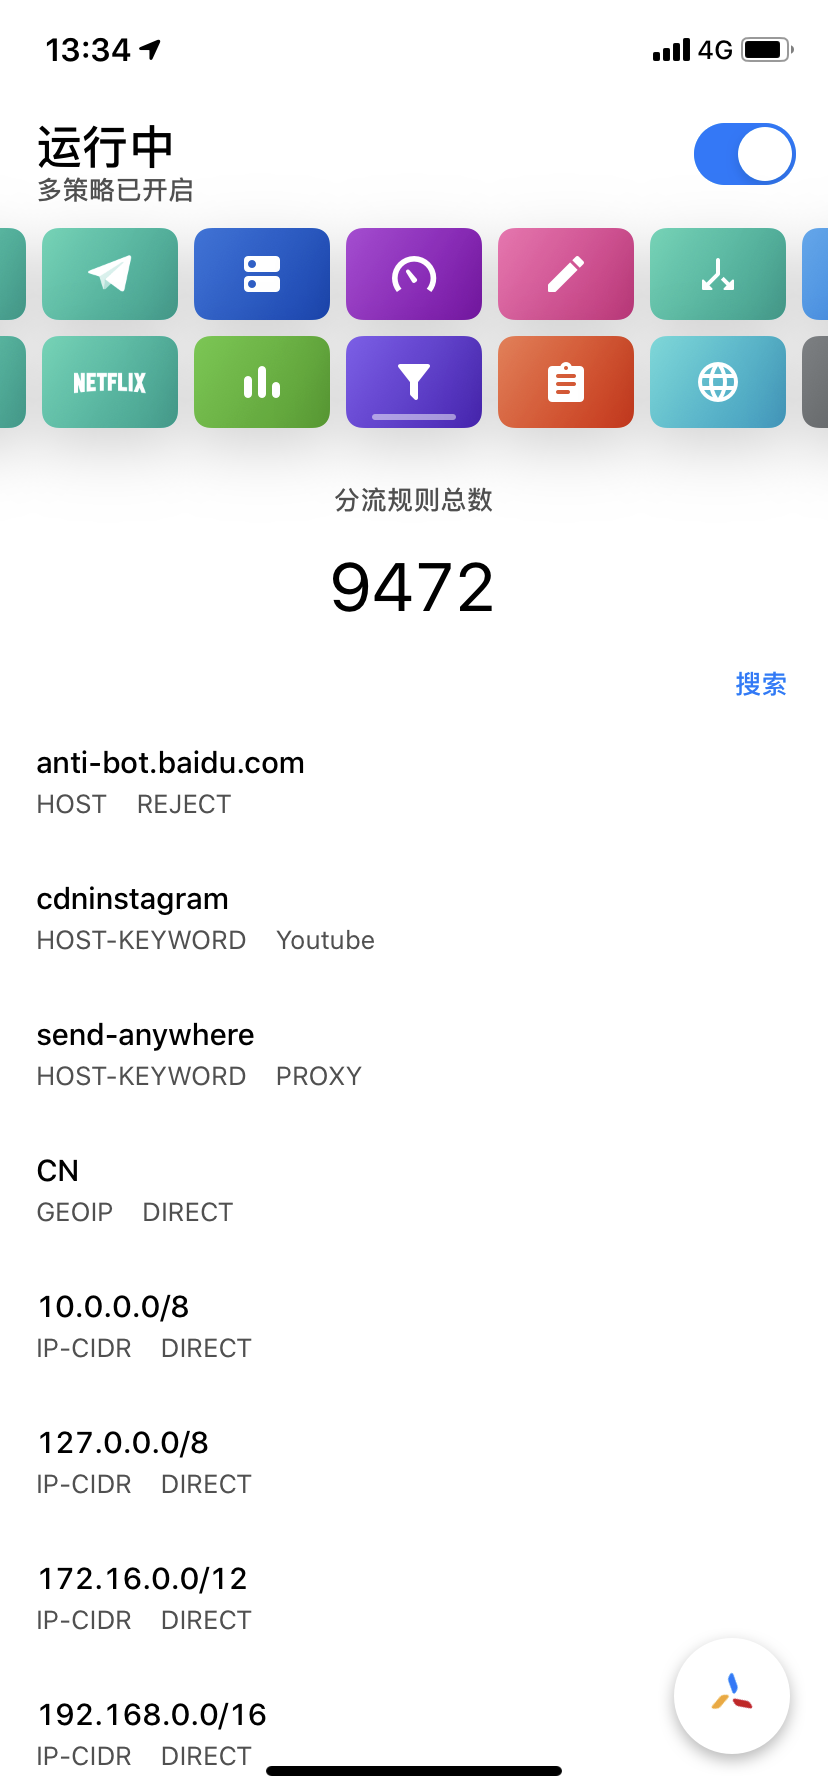 13:34
4G
运行中
多策略已开启
NETFLIX
分流规则总数
9472
搜索
anti-bot.baidu.com
HOST REJECT
cdninstagram
HOST-KEYWORD Youtube
send-anywhere
HOST-KEYWORD PROXY
CN
GEOIP DIRECT
10.0.0.0/8
IP-CIDR DIRECT
127.0.0.0/8
IP-CIDR DIRECT
172.16.0.0/12
IP-CIDR DIRECT
192.168.0.0/16
IP-CIDR DIRECT